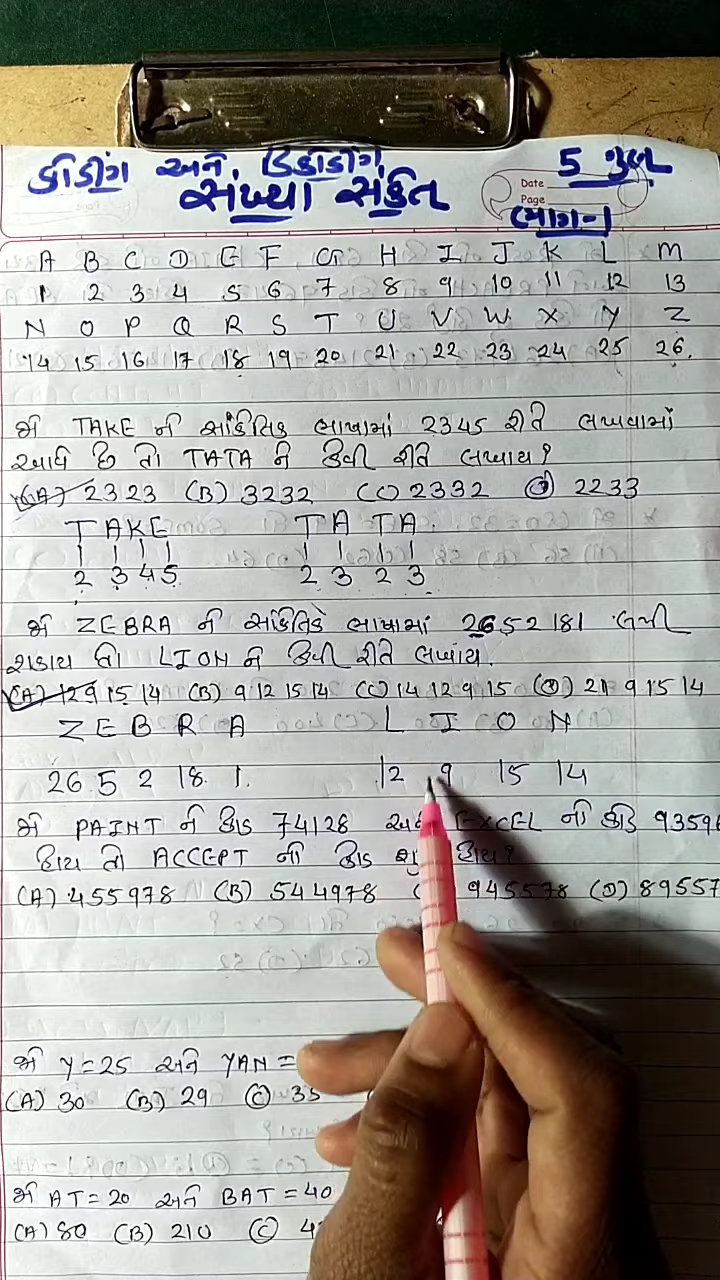 કોડીંગ અને ડિકોડીંગ 5 ગુણ
સંખ્યા સંકેત
Date
Page
ભાગ-1
A B C D E F G H I J K L M
1 2 3 4 5 6 7 8 9 10 11 12 13
N O P Q R S T U V W X Y Z
14 15 16 17 18 19 20 21 22 23 24 25 26.
જો TAKE ને સાંકેતિક ભાષામાં 2345 રીતે લખવામાં
આવે છે તો TATA ને કેવી રીતે લખાય?
(A) 2323 (B) 3232 (C) 2332 (D) 2233
T A K E T A T A.
2 3 4 5 2 3 2 3
જો ZEBRA ને સાંકેતિક ભાષામાં 2652181 લખી
શકાય તો LION ને કેવી રીતે લખાય.
(A) 129 15 14 (B) 9 12 15 14 (C) 14 12 9 15 (D) 21 9 15 14
Z E B R A L I O N
26 5 2 18 1. 12 9 15 14
જો PAINT ને કોડ 74128 અને EXCEL નો કોડ 9359
હોય તો ACCEPT નો કોડ શું હોય?
(A) 455978 (B) 544978 945578 (D) 89557
જો Y=25 અને YAN =
(A) 30 (B) 29 (C) 35
જો AT=20 અને BAT=40
(A) 80 (B) 210 (C) 4